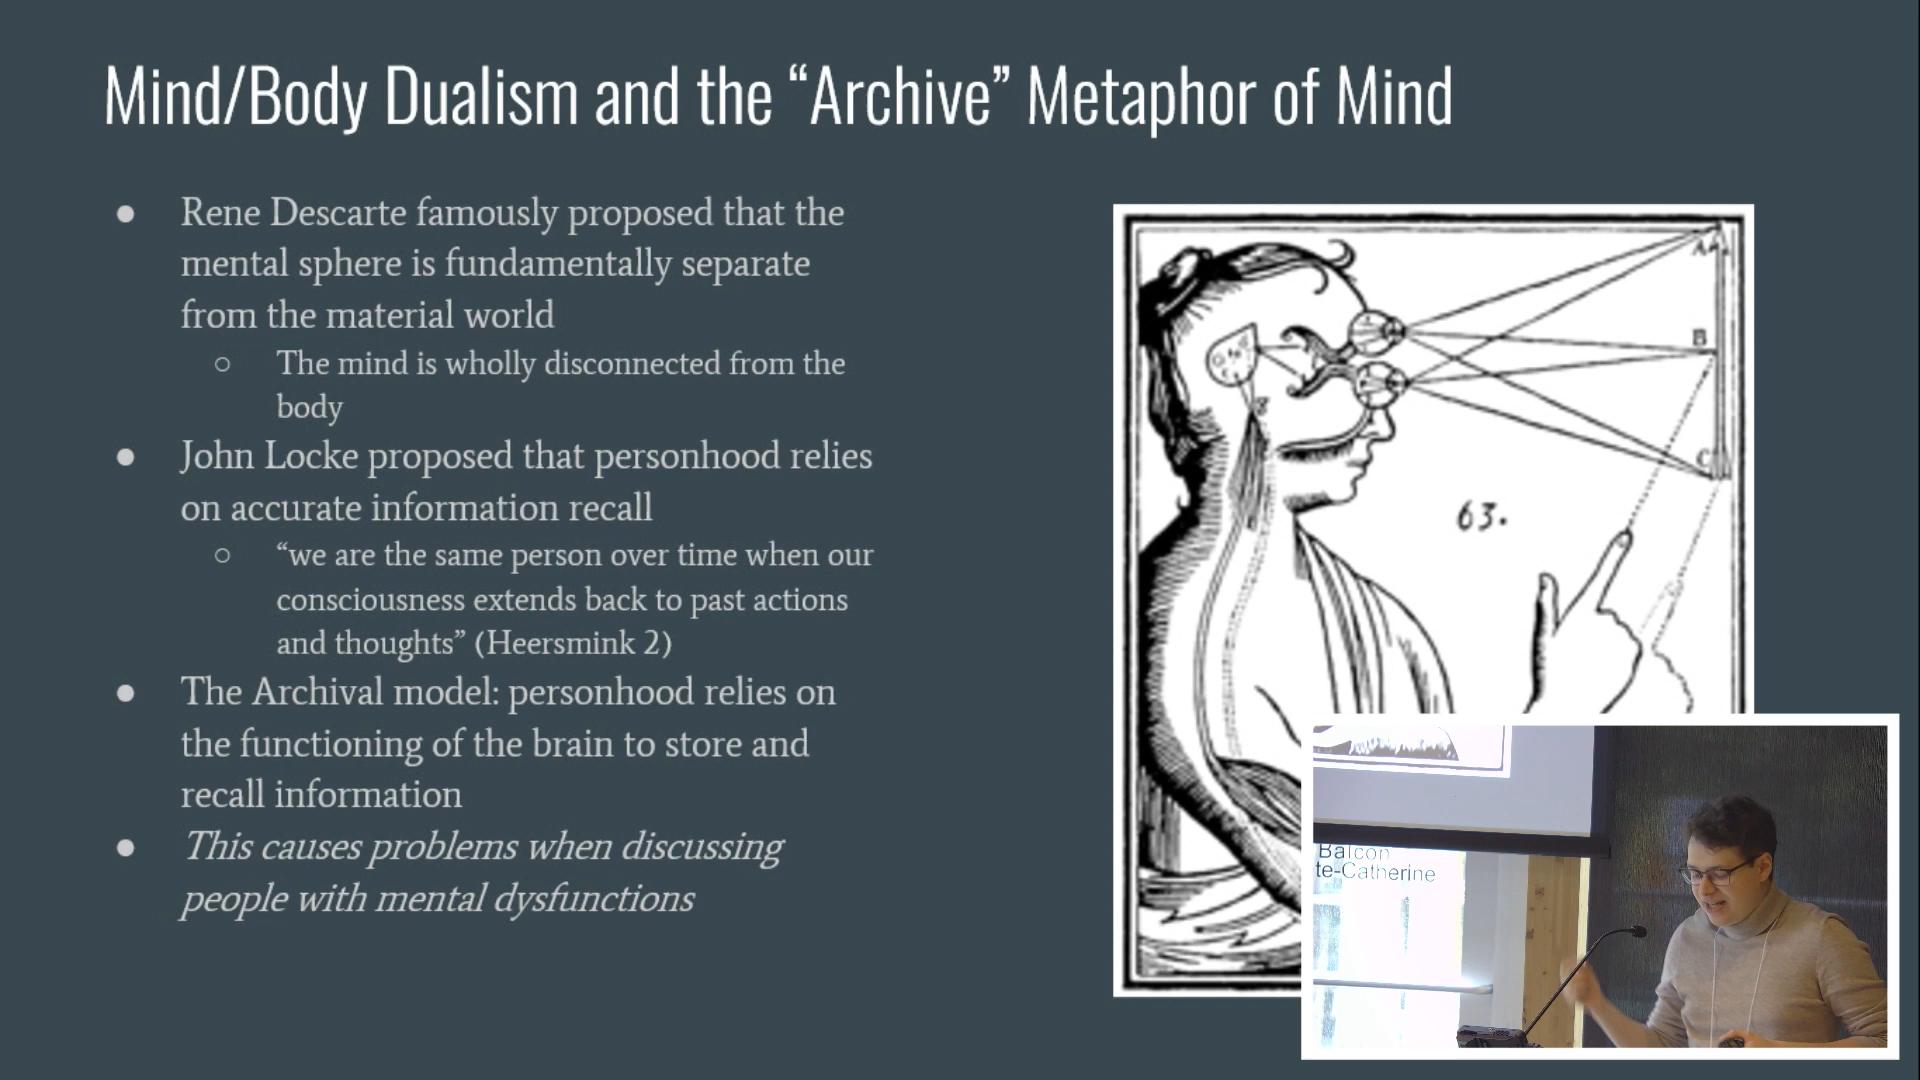 Mind/Body Dualism and the “Archive” Metaphor of Mind
● Rene Descarte famously proposed that the
mental sphere is fundamentally separate
from the material world
○ The mind is wholly disconnected from the
body
● John Locke proposed that personhood relies
on accurate information recall
○ “we are the same person over time when our
consciousness extends back to past actions
and thoughts” (Heersmink 2)
● The Archival model: personhood relies on
the functioning of the brain to store and
recall information
● This causes problems when discussing
people with mental dysfunctions
A
B
C
63.
Balcon
te-Catherine